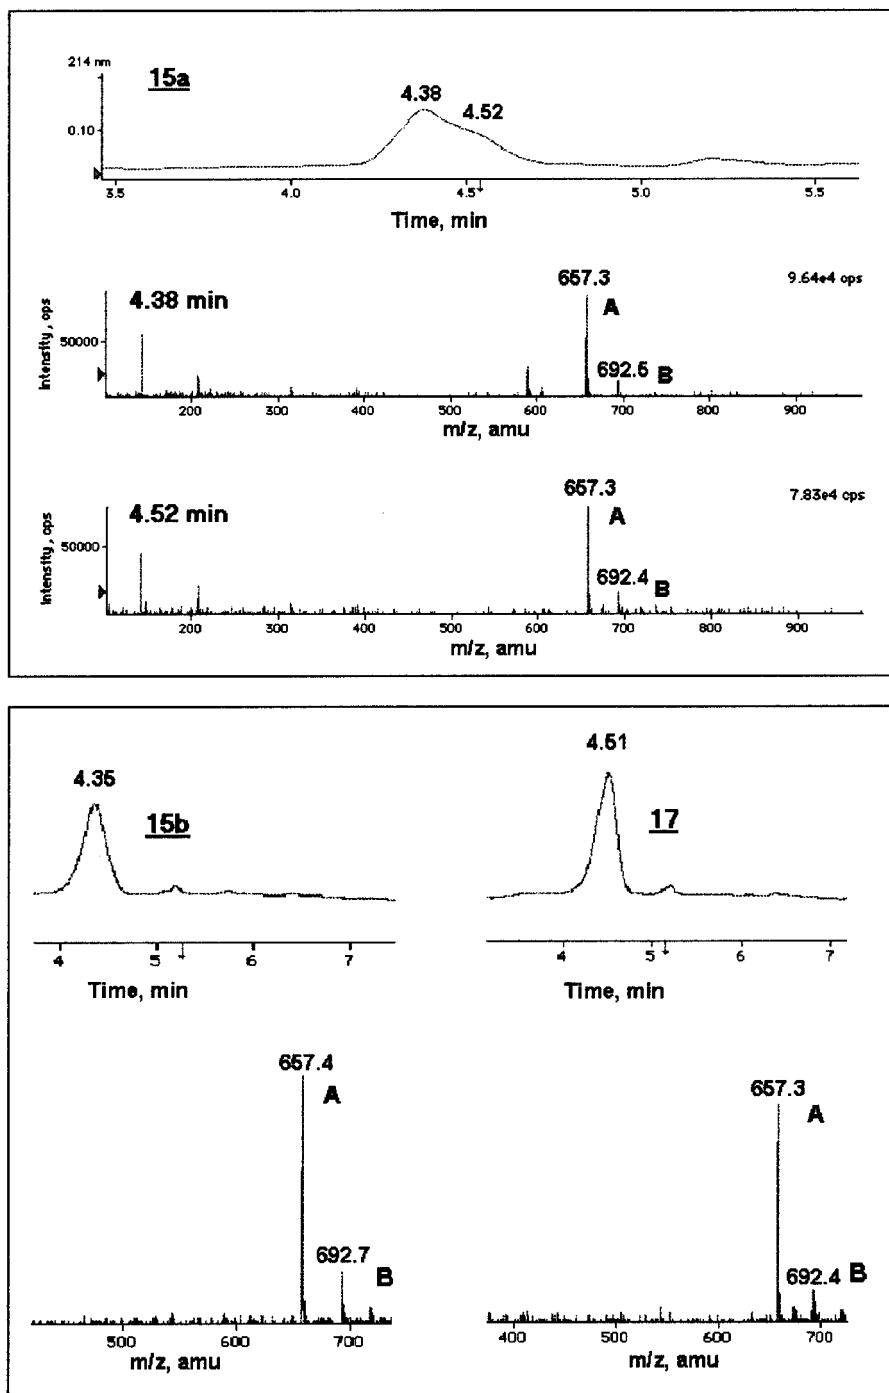 214 nm
15a
4.38
4.52
0.10
3.5 4.0 4.5 5.0 5.5
Time, min
4.38 min
657.3
A
9.64e4 ops
Intensity, ops
50000
692.5 B
200 300 400 500 600 700 800 900
m/z, amu
4.52 min
657.3
A
7.83e4 cps
Intensity, ops
50000
692.4 B
200 300 400 500 600 700 800 900
m/z, amu
4.35
15b
4 5 6 7
Time, min
4.51
17
4 5 6 7
Time, min
657.4
A
692.7
B
500 600 700
m/z, amu
657.3
A
692.4 B
400 500 600 700
m/z, amu